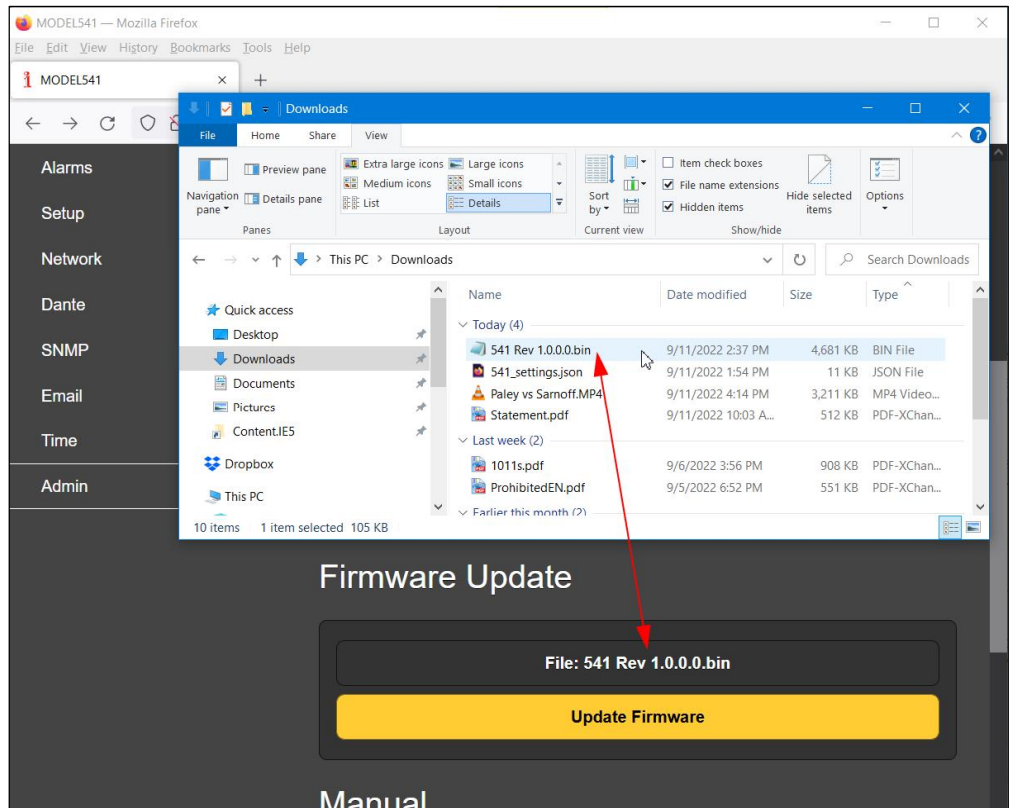 MODEL541 — Mozilla Firefox
File Edit View History Bookmarks Tools Help
MODEL541
Downloads
File Home Share View
Navigation pane
Preview pane
Details pane
Panes
Extra large icons Large icons
Medium icons Small icons
List Details
Layout
Sort by
Current view
Item check boxes
File name extensions
Hidden items
Hide selected items
Show/hide
Options
This PC > Downloads
Search Downloads
Quick access
Desktop
Downloads
Documents
Pictures
Content.IE5
Dropbox
This PC
Name Date modified Size Type
Today (4)
541 Rev 1.0.0.0.bin 9/11/2022 2:37 PM 4,681 KB BIN File
541_settings.json 9/11/2022 1:54 PM 11 KB JSON File
Paley vs Sarnoff.MP4 9/11/2022 4:14 PM 3,211 KB MP4 Video...
Statement.pdf 9/11/2022 10:03 A... 512 KB PDF-XChan...
Last week (2)
1011s.pdf 9/6/2022 3:56 PM 908 KB PDF-XChan...
ProhibitedEN.pdf 9/5/2022 6:52 PM 551 KB PDF-XChan...
Earlier this month (2)
10 items 1 item selected 105 KB
Alarms
Setup
Network
Dante
SNMP
Email
Time
Admin
Firmware Update
File: 541 Rev 1.0.0.0.bin
Update Firmware
Manual